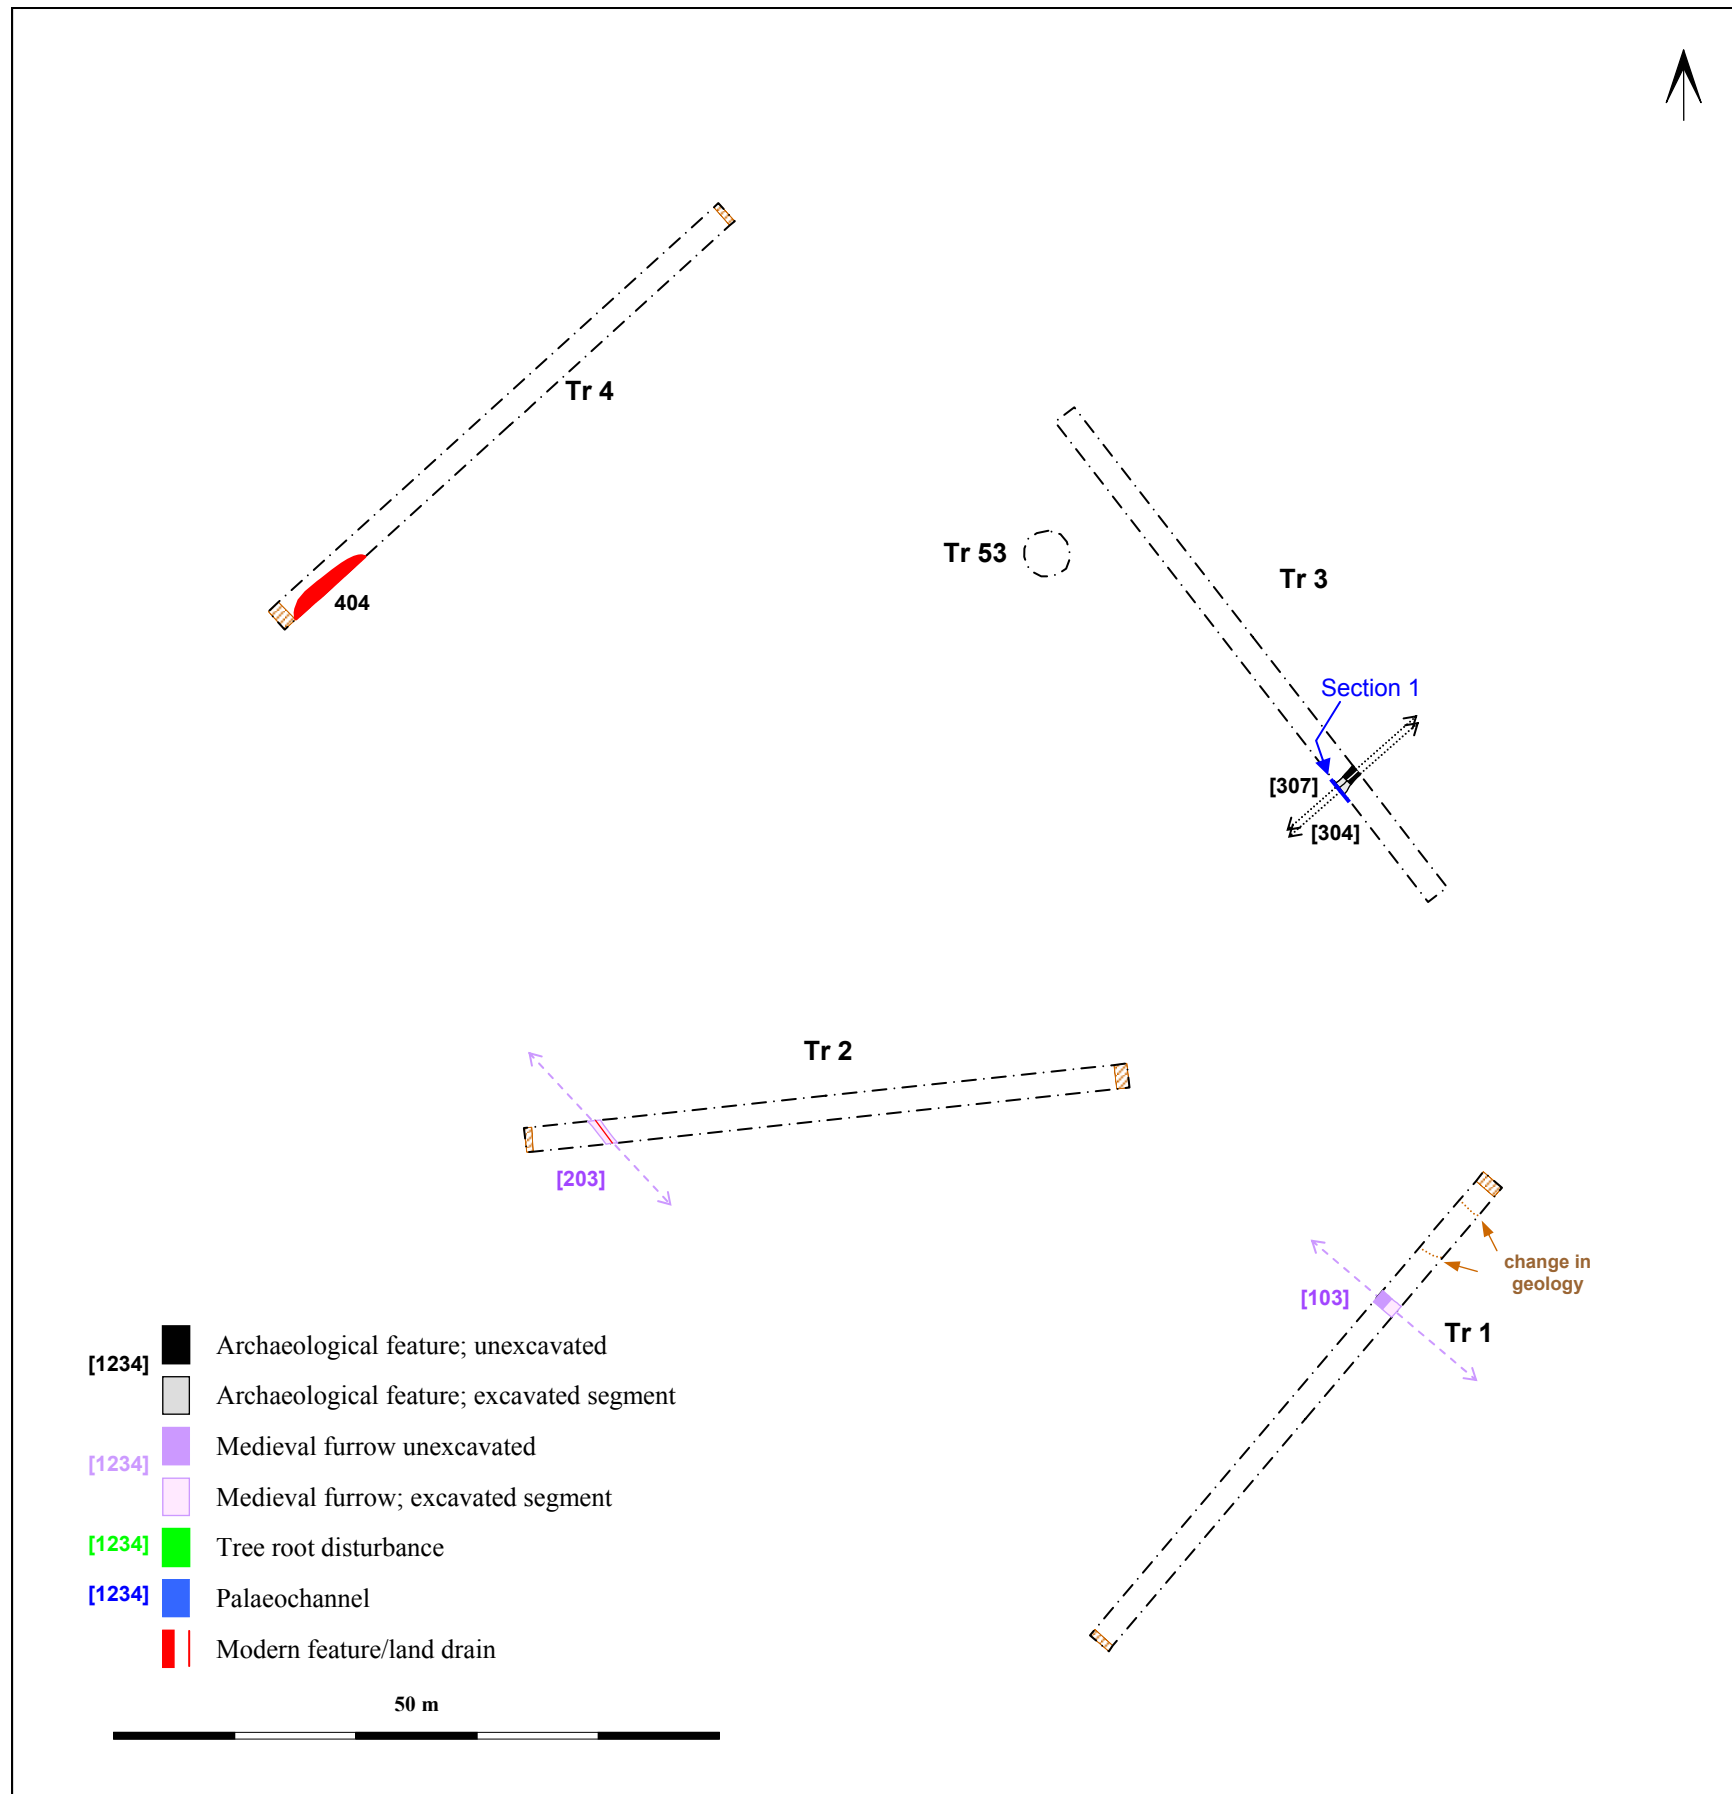 Tr 4
404
Tr 53
Tr 3
Section 1
[307]
[304]
Tr 2
[203]
change in
geology
[103]
Tr 1
[1234]
Archaeological feature; unexcavated
Archaeological feature; excavated segment
[1234]
Medieval furrow unexcavated
Medieval furrow; excavated segment
[1234]
Tree root disturbance
[1234]
Palaeochannel
Modern feature/land drain
50 m